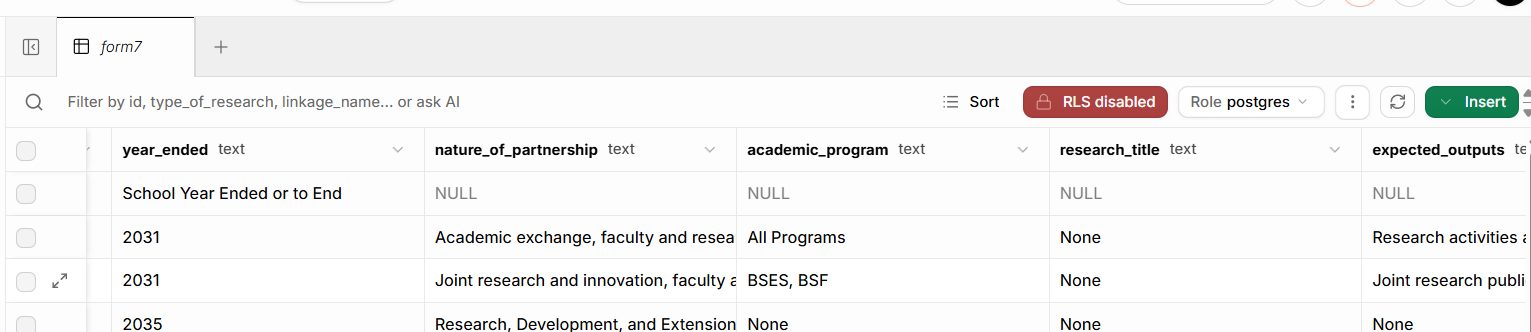 form7
Filter by id, type_of_research, linkage_name... or ask AI
Sort
RLS disabled
Role postgres
Insert
year_ended text
nature_of_partnership text
academic_program text
research_title text
expected_outputs te
School Year Ended or to End
NULL
NULL
NULL
NULL
2031
Academic exchange, faculty and resea
All Programs
None
Research activities a
2031
Joint research and innovation, faculty a
BSES, BSF
None
Joint research publi
2035
Research, Development, and Extension
None
None
None